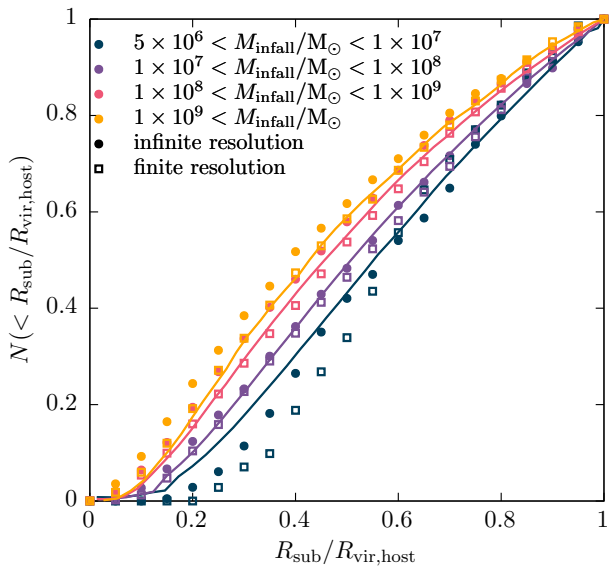 1
0.8
0.6
0.4
0.2
0
N(< R_sub/R_vir,host)
5 × 10^6 < M_infall/M_⊙ < 1 × 10^7
1 × 10^7 < M_infall/M_⊙ < 1 × 10^8
1 × 10^8 < M_infall/M_⊙ < 1 × 10^9
1 × 10^9 < M_infall/M_⊙
infinite resolution
finite resolution
0 0.2 0.4 0.6 0.8 1
R_sub/R_vir,host